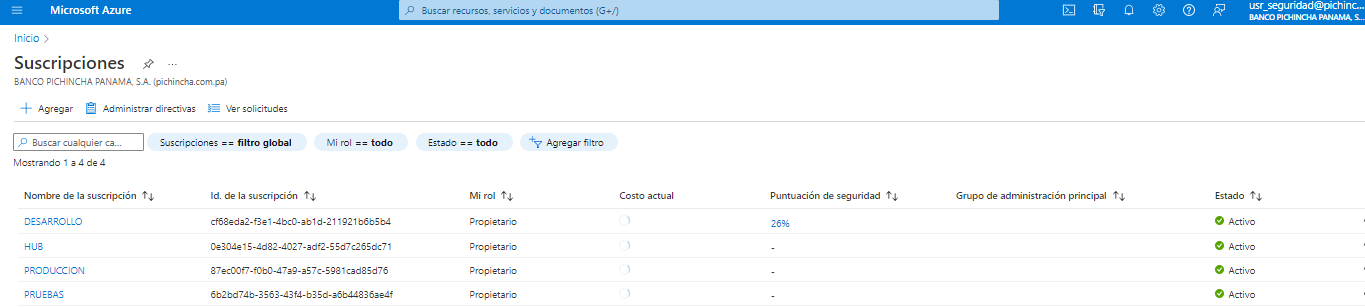 Microsoft Azure
Buscar recursos, servicios y documentos (G+/)
usr_seguridad@pichinc...
BANCO PICHINCHA PANAMA, S...
Inicio
Suscripciones
...
BANCO PICHINCHA PANAMA, S.A. (pichincha.com.pa)
Agregar Administrar directivas Ver solicitudes
Buscar cualquier ca... Suscripciones == filtro global Mi rol == todo Estado == todo Agregar filtro
Mostrando 1 a 4 de 4
Nombre de la suscripción Id. de la suscripción Mi rol Costo actual Puntuación de seguridad Grupo de administración principal Estado
DESARROLLO cf68eda2-f3e1-4bc0-ab1d-211921b6b5b4 Propietario 26% Activo
HUB 0e304e15-4d82-4027-adf2-55d7c265dc71 Propietario - Activo
PRODUCCION 87ec00f7-f0b0-47a9-a57c-5981cad85d76 Propietario - Activo
PRUEBAS 6b2bd74b-3563-43f4-b35d-a6b44836ae4f Propietario - Activo